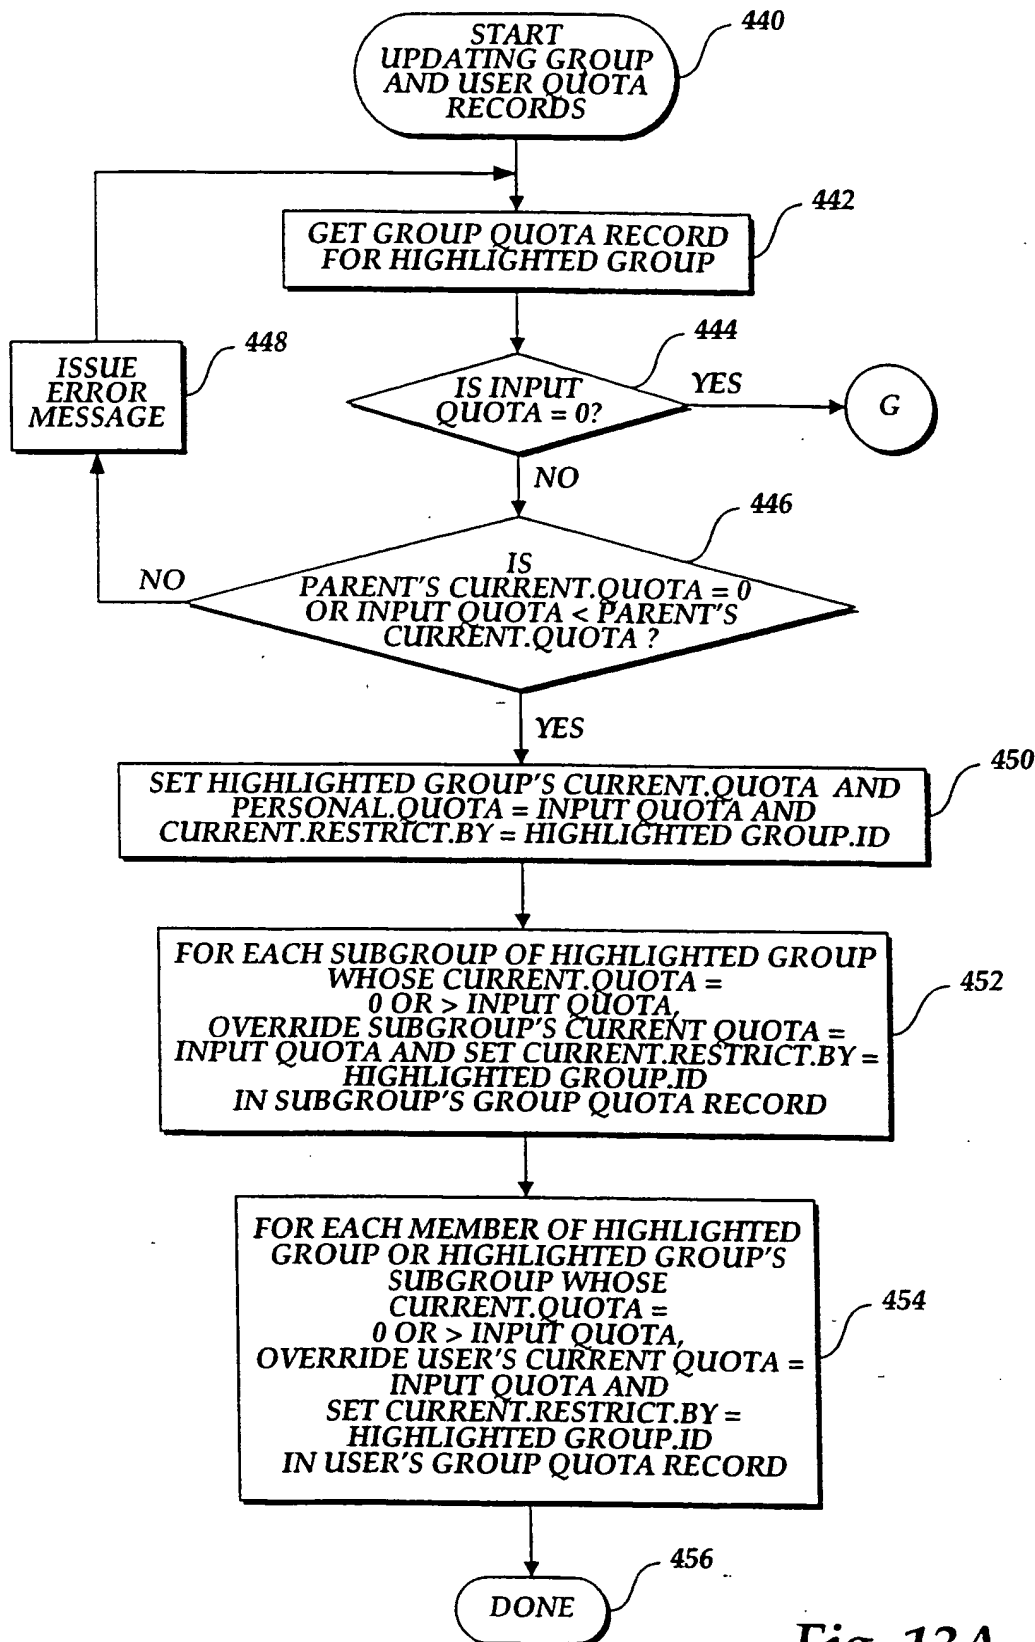 START
UPDATING GROUP
AND USER QUOTA
RECORDS
440
GET GROUP QUOTA RECORD
FOR HIGHLIGHTED GROUP
442
ISSUE
ERROR
MESSAGE
448
IS INPUT
QUOTA = 0?
444
YES
G
NO
446
IS
PARENT'S CURRENT.QUOTA = 0
OR INPUT QUOTA < PARENT'S
CURRENT.QUOTA ?
NO
YES
450
SET HIGHLIGHTED GROUP'S CURRENT.QUOTA AND
PERSONAL.QUOTA = INPUT QUOTA AND
CURRENT.RESTRICT.BY = HIGHLIGHTED GROUP.ID
FOR EACH SUBGROUP OF HIGHLIGHTED GROUP
WHOSE CURRENT.QUOTA =
0 OR > INPUT QUOTA,
OVERRIDE SUBGROUP'S CURRENT QUOTA =
INPUT QUOTA AND SET CURRENT.RESTRICT.BY =
HIGHLIGHTED GROUP.ID
IN SUBGROUP'S GROUP QUOTA RECORD
452
FOR EACH MEMBER OF HIGHLIGHTED
GROUP OR HIGHLIGHTED GROUP'S
SUBGROUP WHOSE
CURRENT.QUOTA =
0 OR > INPUT QUOTA,
OVERRIDE USER'S CURRENT QUOTA =
INPUT QUOTA AND
SET CURRENT.RESTRICT.BY =
HIGHLIGHTED GROUP.ID
IN USER'S GROUP QUOTA RECORD
454
456
DONE
Fig. 13A